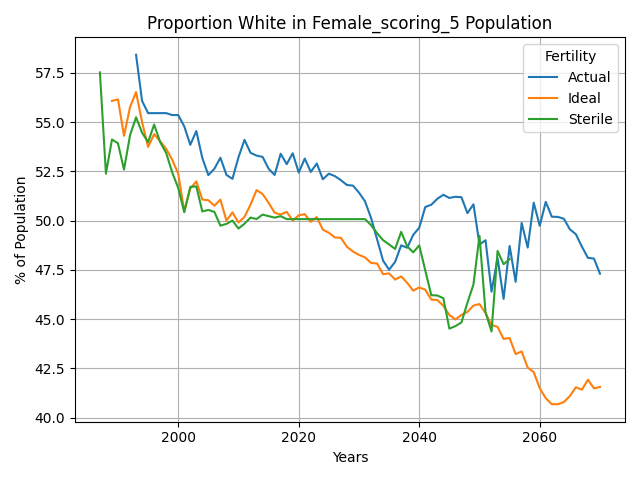 Proportion White in Female_scoring_5 Population
% of Population
57.5
55.0
52.5
50.0
47.5
45.0
42.5
40.0
Fertility
Actual
Ideal
Sterile
2000
2020
2040
2060
Years